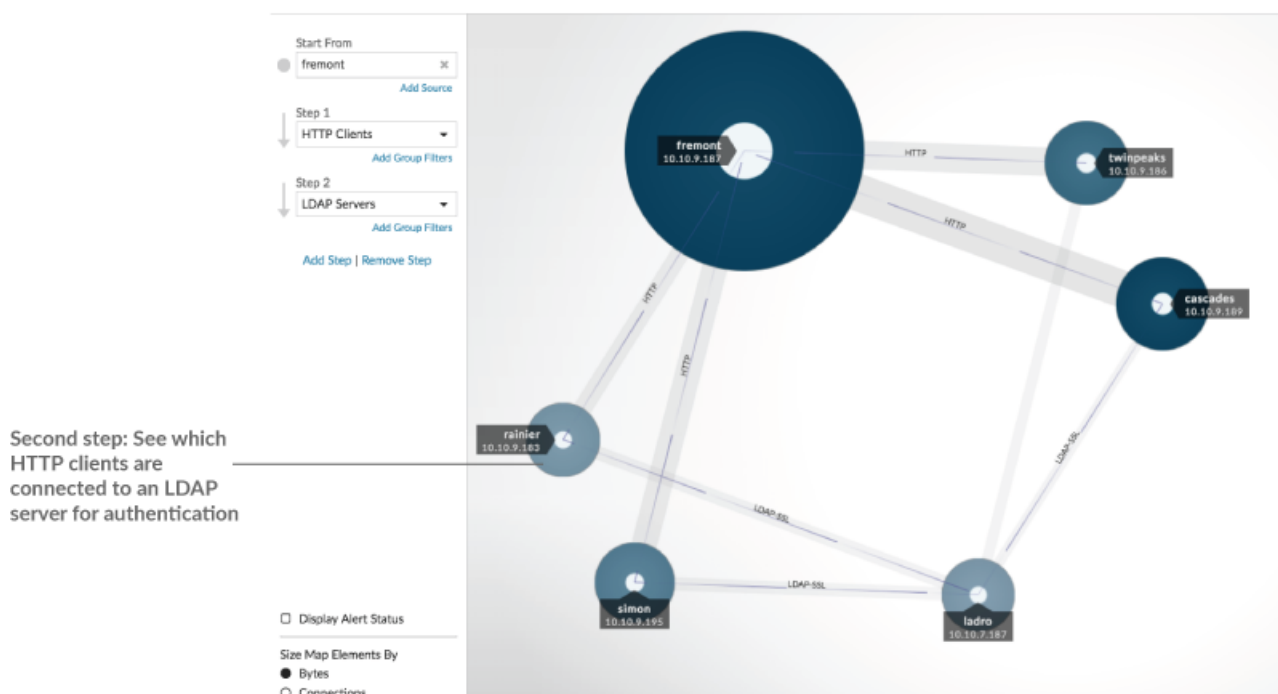 Start From
fremont
Add Source
Step 1
HTTP Clients
Add Group Filters
Step 2
LDAP Servers
Add Group Filters
Add Step | Remove Step
Second step: See which
HTTP clients are
connected to an LDAP
server for authentication
Display Alert Status
Size Map Elements By
Bytes
Connections
fremont
10.10.9.187
HTTP
twinpeaks
10.10.9.186
HTTP
cascades
10.10.9.189
HTTP
HTTP
rainier
10.10.9.183
LDAP-SSL
LDAP-SSL
simon
10.10.9.195
LDAP-SSL
ladro
10.10.7.187